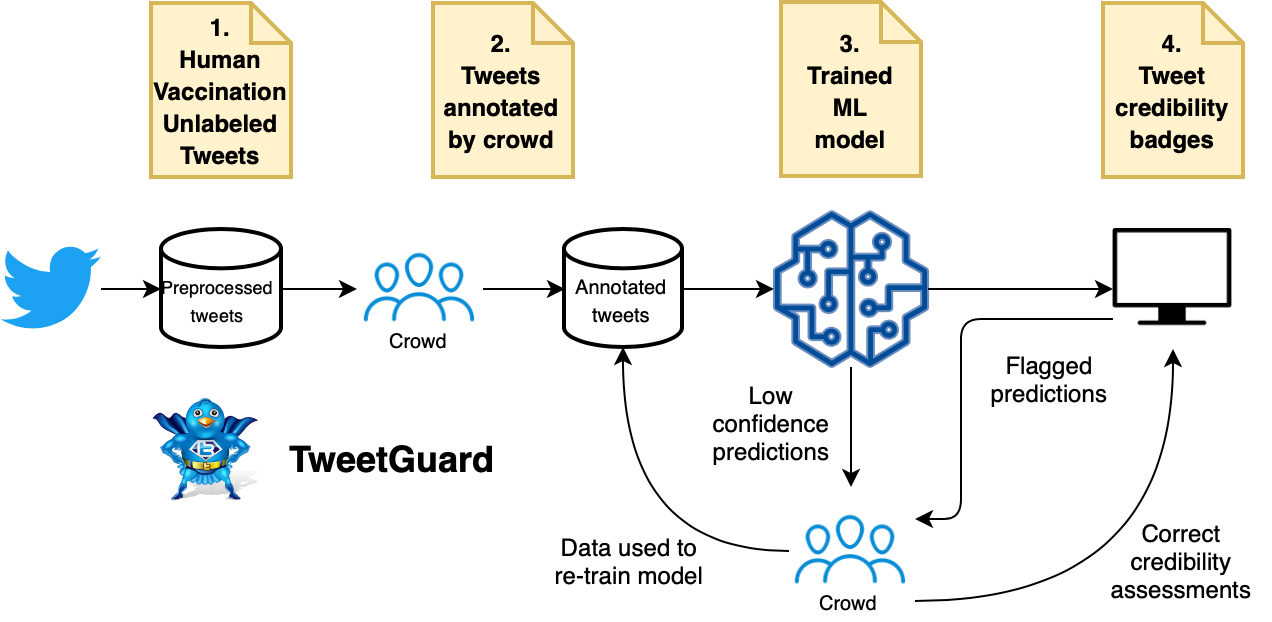 1.
Human
Vaccination
Unlabeled
Tweets
2.
Tweets
annotated
by crowd
3.
Trained
ML
model
4.
Tweet
credibility
badges
Preprocessed
tweets
Crowd
Annotated
tweets
Low
confidence
predictions
Flagged
predictions
TweetGuard
Data used to
re-train model
Crowd
Correct
credibility
assessments